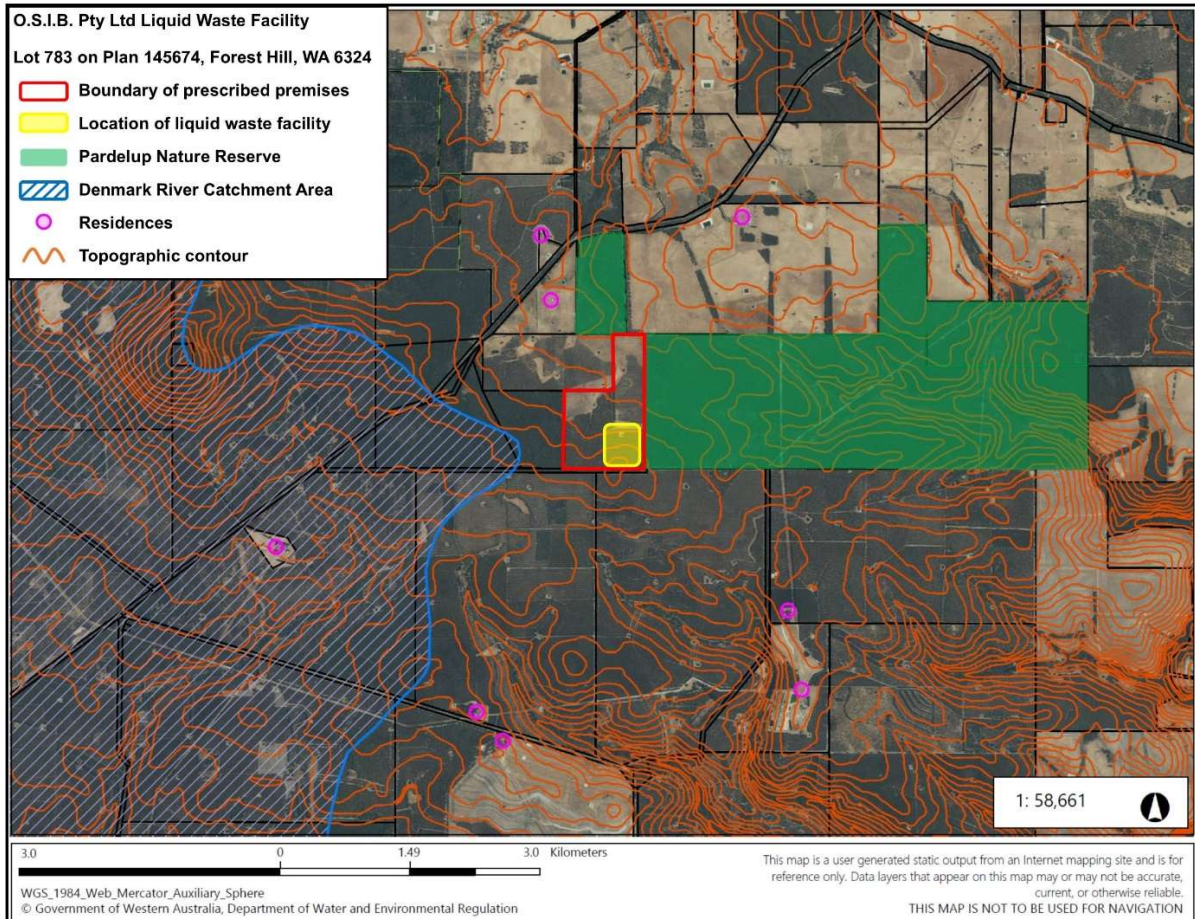 O.S.I.B. Pty Ltd Liquid Waste Facility
Lot 783 on Plan 145674, Forest Hill, WA 6324
Boundary of prescribed premises
Location of liquid waste facility
Pardelup Nature Reserve
Denmark River Catchment Area
Residences
Topographic contour
1: 58,661
3.0 0 1.49 3.0 Kilometers
WGS_1984_Web_Mercator_Auxiliary_Sphere
© Government of Western Australia, Department of Water and Environmental Regulation
This map is a user generated static output from an Internet mapping site and is for
reference only. Data layers that appear on this map may or may not be accurate,
current, or otherwise reliable.
THIS MAP IS NOT TO BE USED FOR NAVIGATION